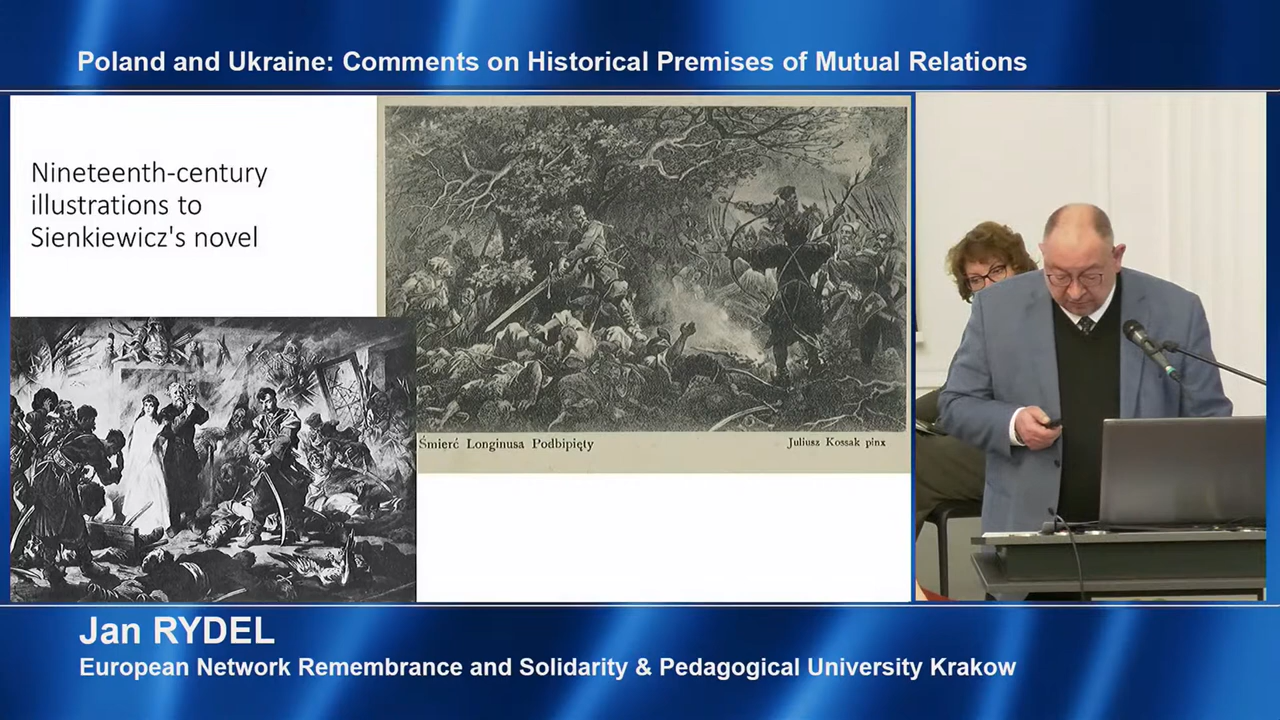 Poland and Ukraine: Comments on Historical Premises of Mutual Relations
Nineteenth-century
illustrations to
Sienkiewicz's novel
Śmierć Longinusa Podbipięty
Juliusz Kossak pinx
Jan RYDEL
European Network Remembrance and Solidarity & Pedagogical University Krakow